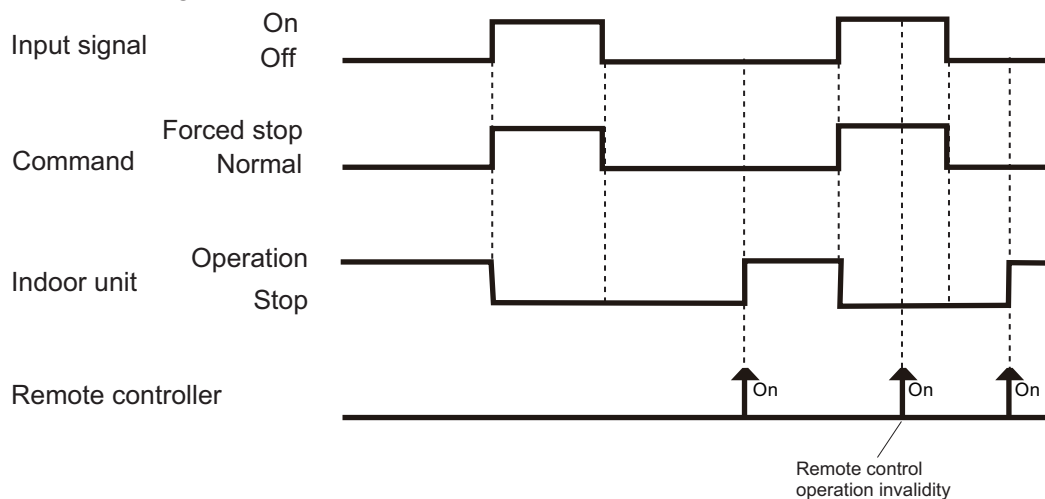 On
Input signal
Off
Forced stop
Command
Normal
Operation
Indoor unit
Stop
On
On
On
Remote controller
Remote control
operation invalidity